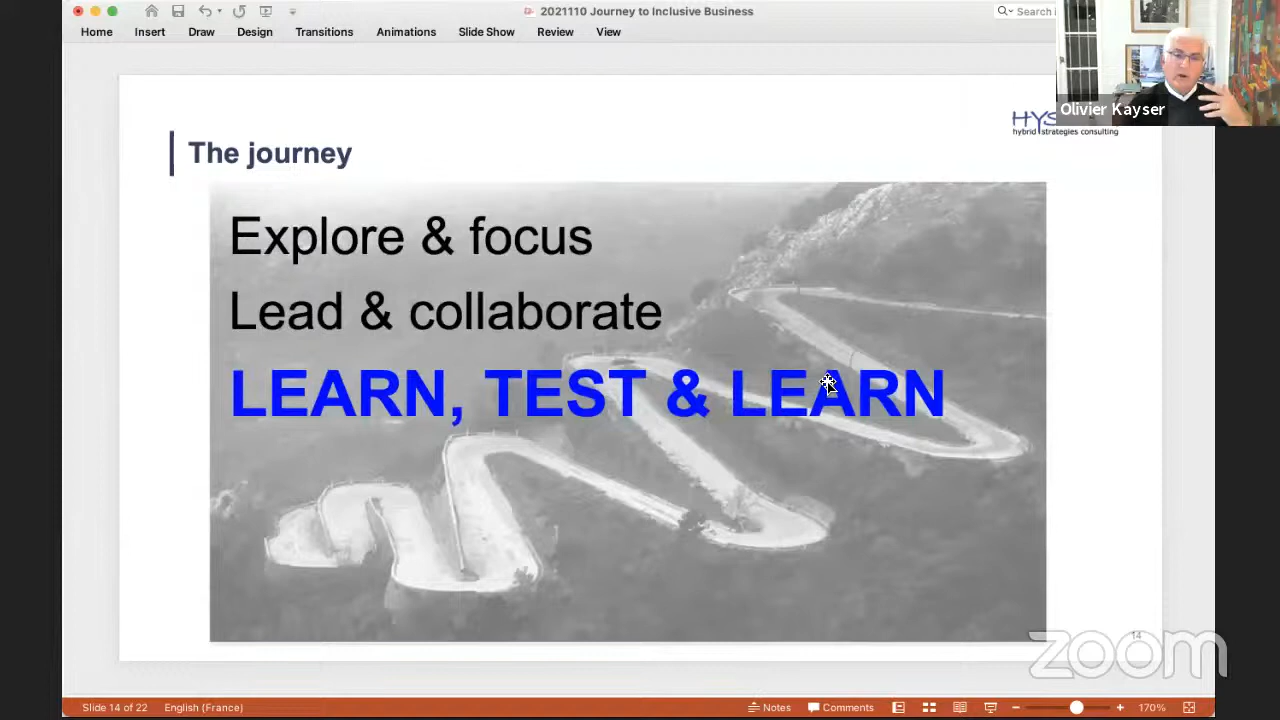 2021110 Journey to Inclusive Business
Search i
Home Insert Draw Design Transitions Animations Slide Show Review View
Olivier Kayser
HYS
hybrid strategies consulting
The journey
Explore & focus
Lead & collaborate
LEARN, TEST & LEARN
14
zoom
Slide 14 of 22 English (France) Notes Comments 170%